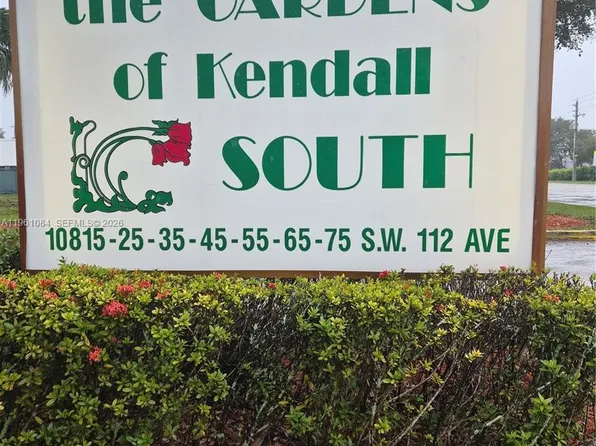 the GARDENS
of Kendall
SOUTH
10815-25-35-45-55-65-75 S.W. 112 AVE
A11961084 SEFMLS © 2026